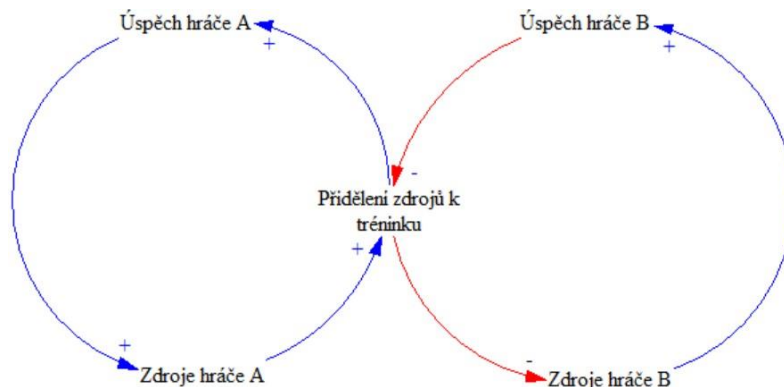 Úspěch hráče A
Úspěch hráče B
+
+
-
Přidělení zdrojů k
tréninku
+
+
-
Zdroje hráče A
Zdroje hráče B